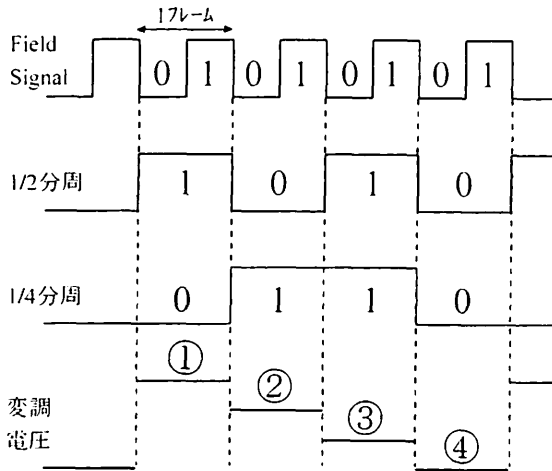 1フレーム
Field
Signal
0 1 0 1 0 1 0 1
1/2分周
1 0 1 0
1/4分周
0 1 1 0
①
②
③
④
変調
電圧